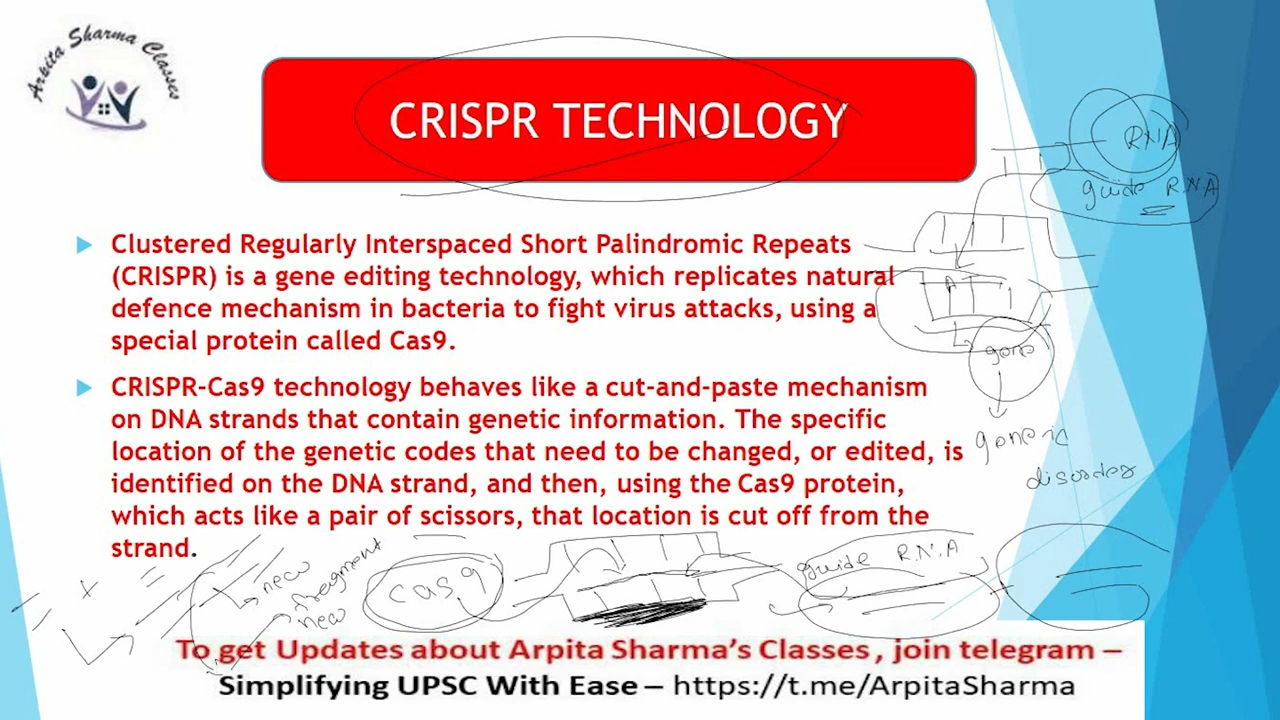 Arpita Sharma Classes
CRISPR TECHNOLOGY
RNA
guide R.N.A
Clustered Regularly Interspaced Short Palindromic Repeats
(CRISPR) is a gene editing technology, which replicates natural
defence mechanism in bacteria to fight virus attacks, using a
special protein called Cas9.
A
gene
CRISPR-Cas9 technology behaves like a cut-and-paste mechanism
on DNA strands that contain genetic information. The specific
location of the genetic codes that need to be changed, or edited, is
identified on the DNA strand, and then, using the Cas9 protein,
which acts like a pair of scissors, that location is cut off from the
strand.
genetic
disorder
new
fregment
new
cas9
guide R.N.A
To get Updates about Arpita Sharma's Classes, join telegram –
Simplifying UPSC With Ease – https://t.me/ArpitaSharma